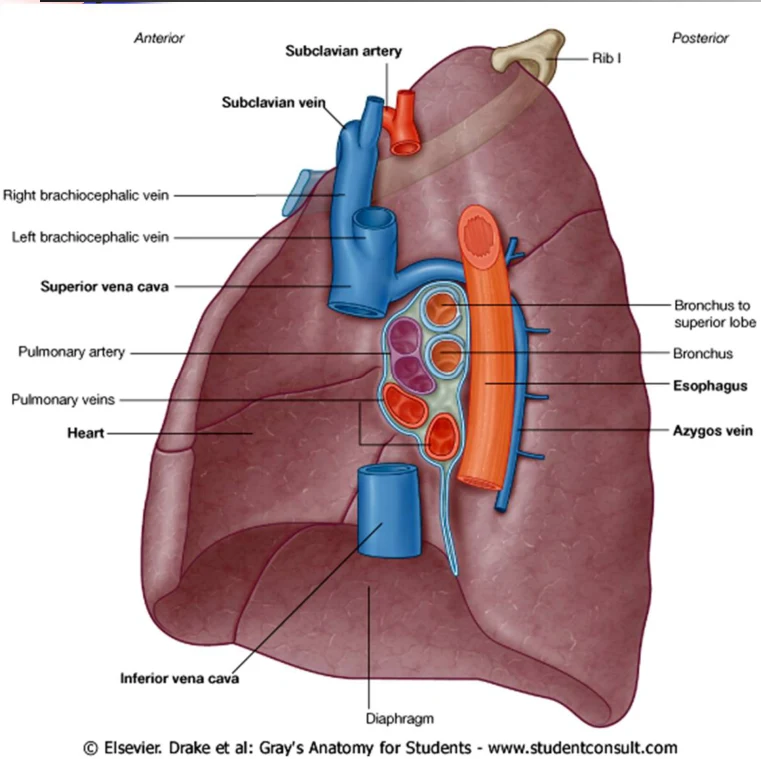 Anterior
Posterior
Subclavian artery
Rib I
Subclavian vein
Right brachiocephalic vein
Left brachiocephalic vein
Superior vena cava
Bronchus to
superior lobe
Pulmonary artery
Bronchus
Esophagus
Pulmonary veins
Heart
Azygos vein
Inferior vena cava
Diaphragm
© Elsevier. Drake et al: Gray's Anatomy for Students - www.studentconsult.com